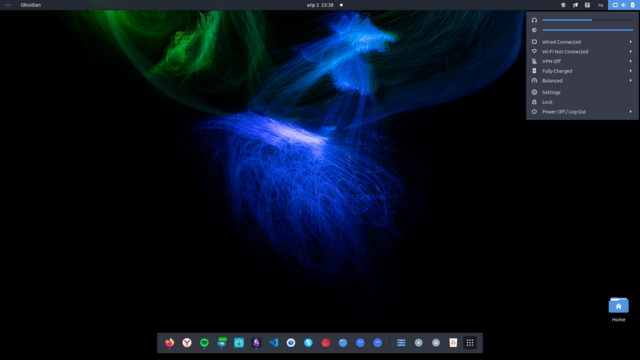 Obsidian
апр 2 23:38
Wired Connected
Wi-Fi Not Connected
VPN Off
Fully Charged
Balanced
Settings
Lock
Power Off / Log Out
Home